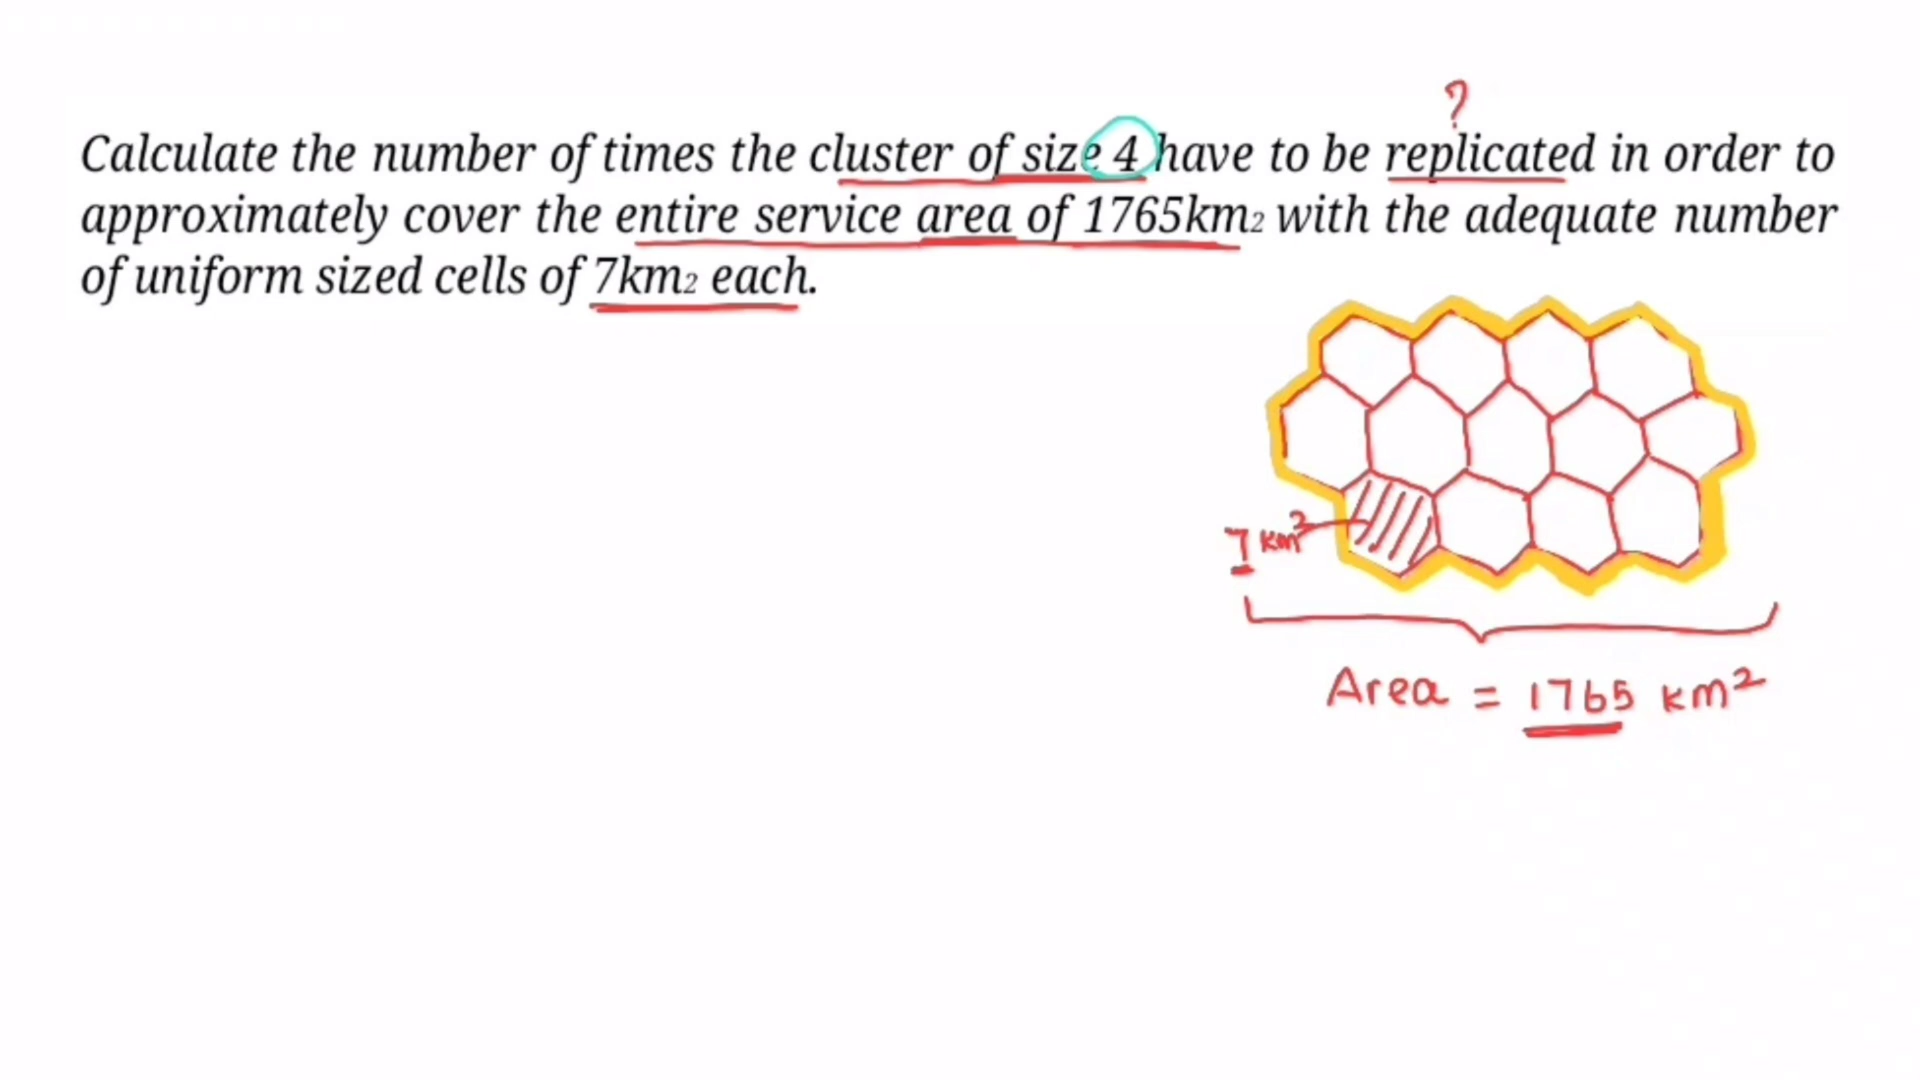 ?
Calculate the number of times the cluster of size 4 have to be replicated in order to
approximately cover the entire service area of 1765km2 with the adequate number
of uniform sized cells of 7km2 each.
7 km²
Area = 1765 km²